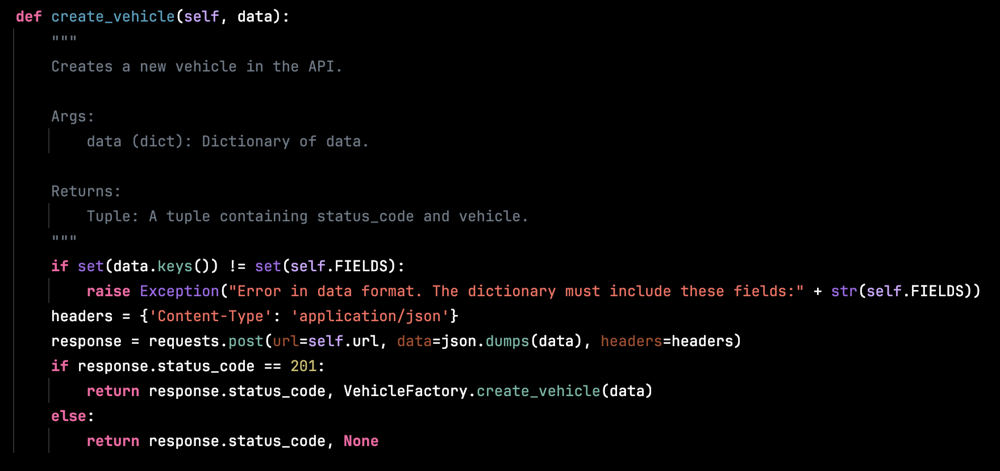 def create_vehicle(self, data):
    """
    Creates a new vehicle in the API.

    Args:
        data (dict): Dictionary of data.

    Returns:
        Tuple: A tuple containing status_code and vehicle.
    """
    if set(data.keys()) != set(self.FIELDS):
        raise Exception("Error in data format. The dictionary must include these fields:" + str(self.FIELDS))
    headers = {'Content-Type': 'application/json'}
    response = requests.post(url=self.url, data=json.dumps(data), headers=headers)
    if response.status_code == 201:
        return response.status_code, VehicleFactory.create_vehicle(data)
    else:
        return response.status_code, None